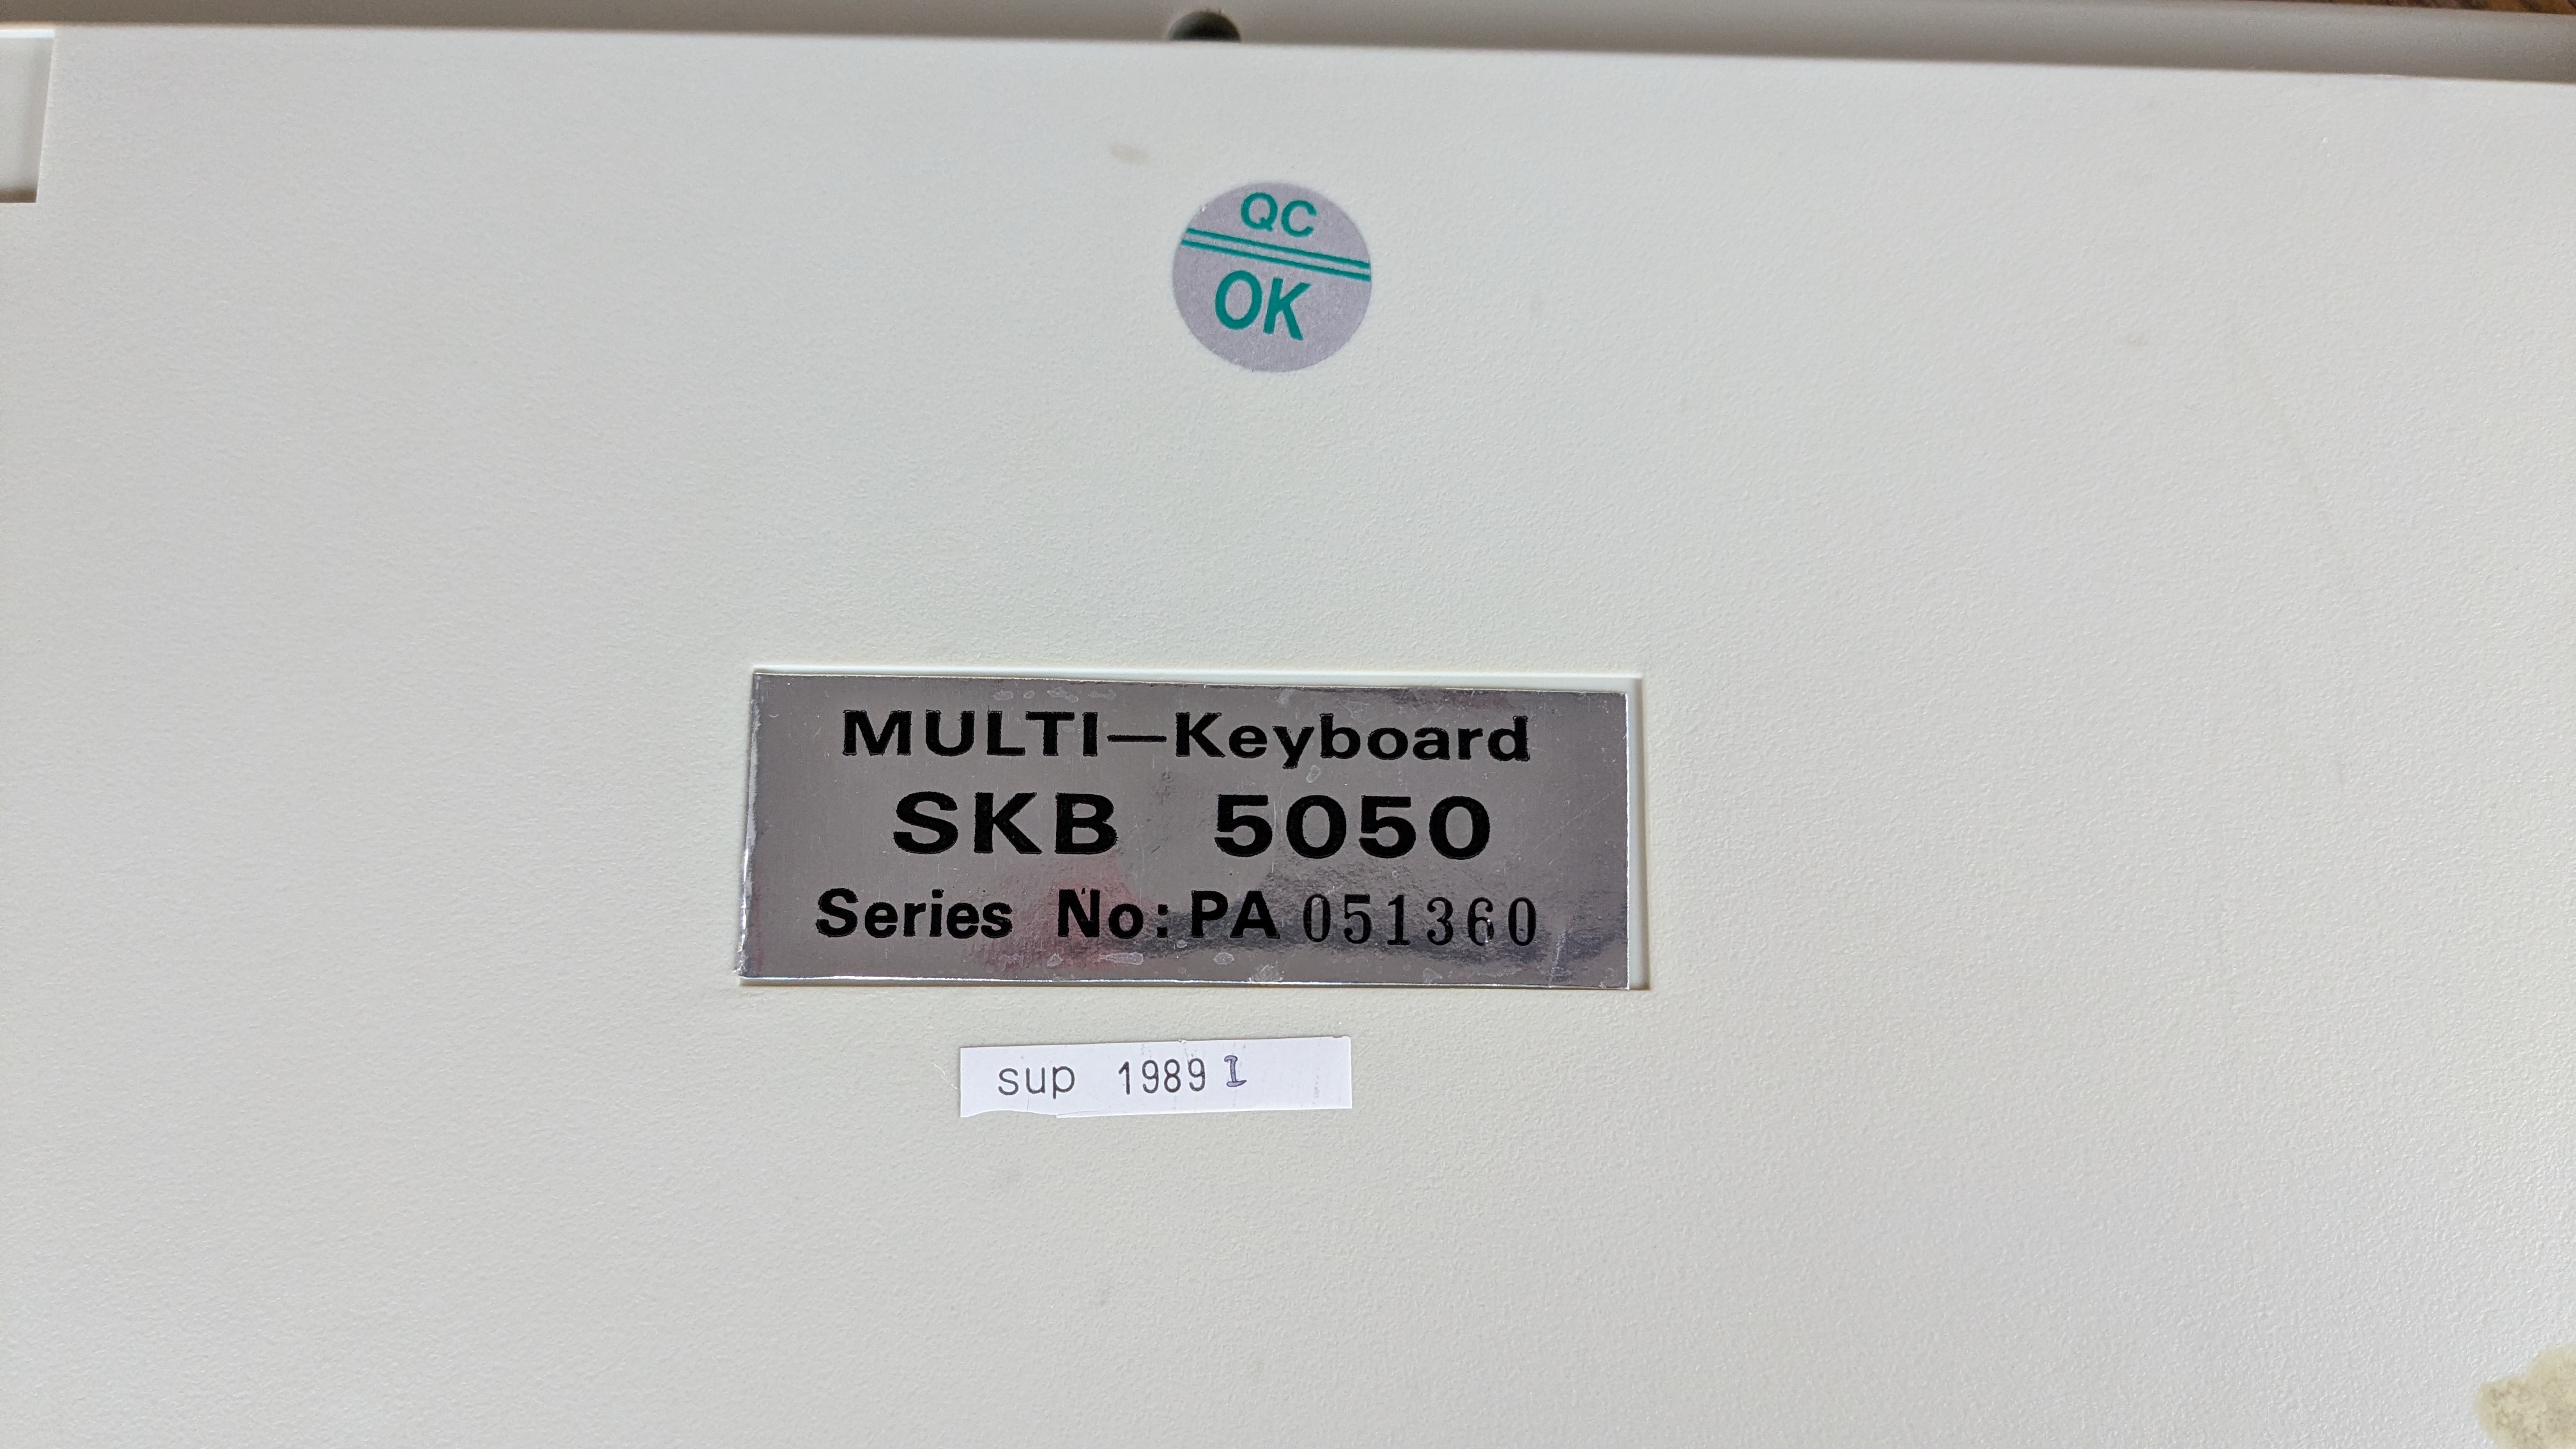 QC
OK
MULTI—Keyboard
SKB 5050
Series No: PA 051360
sup 1989 I